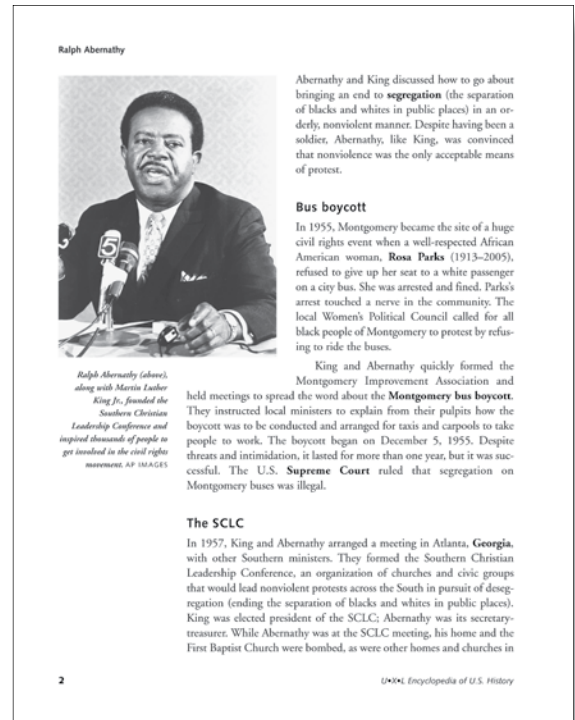 Ralph Abernathy
Abernathy and King discussed how to go about
bringing an end to segregation (the separation
of blacks and whites in public places) in an or-
derly, nonviolent manner. Despite having been a
soldier, Abernathy, like King, was convinced
that nonviolence was the only acceptable means
of protest.
Bus boycott
In 1955, Montgomery became the site of a huge
civil rights event when a well-respected African
American woman, Rosa Parks (1913–2005),
refused to give up her seat to a white passenger
on a city bus. She was arrested and fined. Parks's
arrest touched a nerve in the community. The
local Women's Political Council called for all
black people of Montgomery to protest by refus-
ing to ride the buses.
King and Abernathy quickly formed the
Montgomery Improvement Association and
held meetings to spread the word about the Montgomery bus boycott.
They instructed local ministers to explain from their pulpits how the
boycott was to be conducted and arranged for taxis and carpools to take
people to work. The boycott began on December 5, 1955. Despite
threats and intimidation, it lasted for more than one year, but it was suc-
cessful. The U.S. Supreme Court ruled that segregation on
Montgomery buses was illegal.
5
Ralph Abernathy (above),
along with Martin Luther
King Jr., founded the
Southern Christian
Leadership Conference and
inspired thousands of people to
get involved in the civil rights
movement. AP IMAGES
The SCLC
In 1957, King and Abernathy arranged a meeting in Atlanta, Georgia,
with other Southern ministers. They formed the Southern Christian
Leadership Conference, an organization of churches and civic groups
that would lead nonviolent protests across the South in pursuit of deseg-
regation (ending the separation of blacks and whites in public places).
King was elected president of the SCLC; Abernathy was its secretary-
treasurer. While Abernathy was at the SCLC meeting, his home and the
First Baptist Church were bombed, as were other homes and churches in
2
U•X•L Encyclopedia of U.S. History